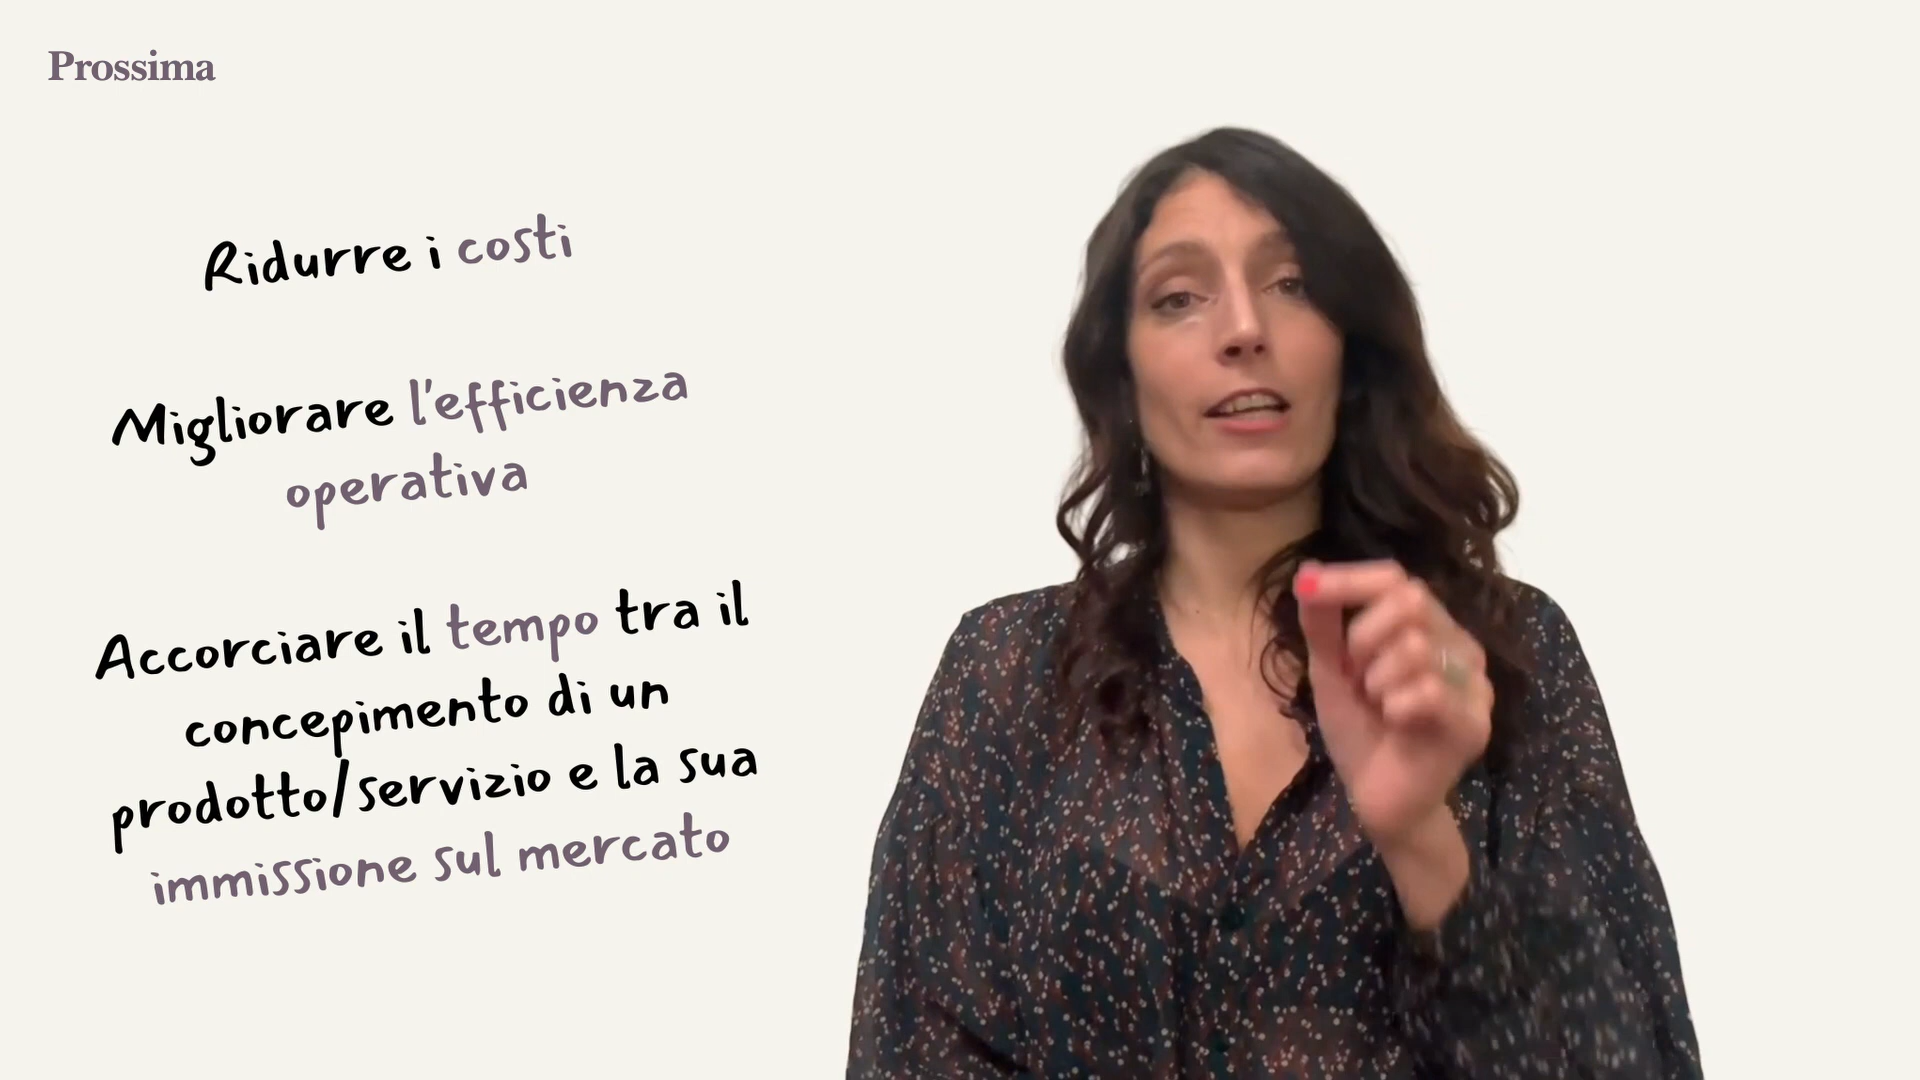 Prossima
Ridurre i costi
Migliorare l'efficienza
operativa
Accorciare il tempo tra il
concepimento di un
prodotto/servizio e la sua
immissione sul mercato